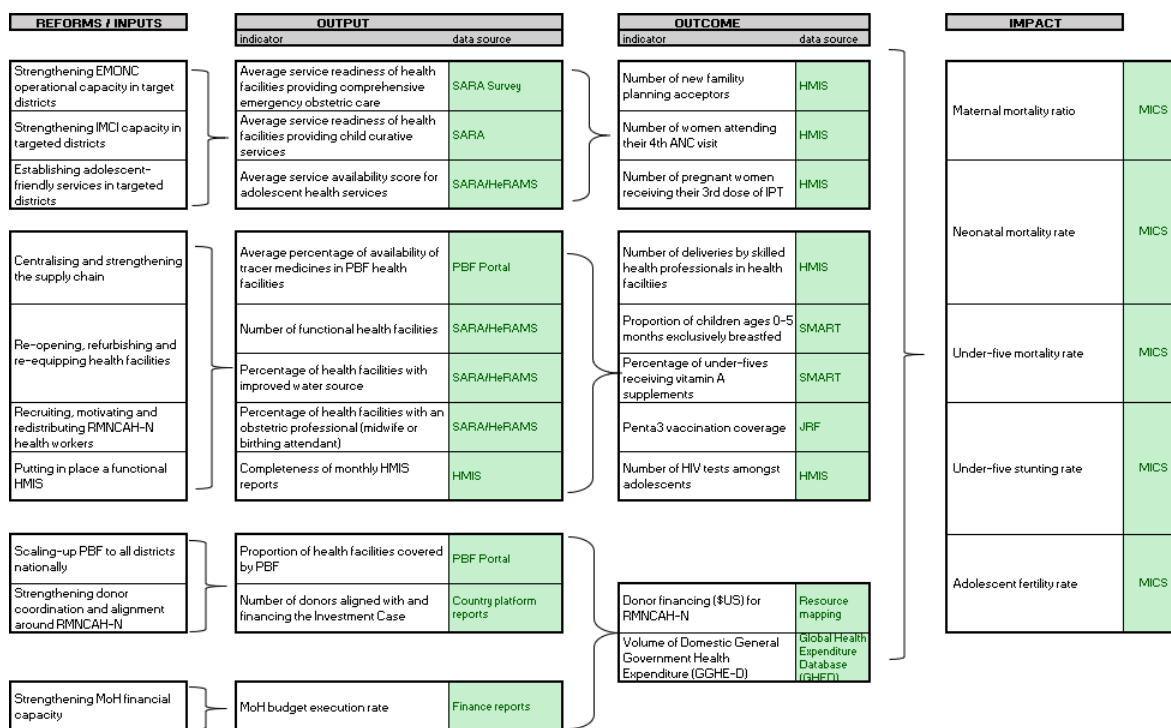 REFORMS / INPUTS
OUTPUT
OUTCOME
IMPACT
indicator
data source
indicator
data source
Strengthening EMONC
operational capacity in target
districts
Average service readiness of health
facilities providing comprehensive
emergency obstetric care
SARA Survey
Number of new famility
planning acceptors
HMIS
Strengthening IMCI capacity in
targeted districts
Average service readiness of health
facilities providing child curative
services
SARA
Number of women attending
their 4th ANC visit
HMIS
Establishing adolescent-
friendly services in targeted
districts
Average service availability score for
adolescent health services
SARA/HeRAMS
Number of pregnant women
receiving their 3rd dose of IPT
HMIS
Maternal mortality ratio
MICS
Neonatal mortality rate
MICS
Under-five mortality rate
MICS
Under-five stunting rate
MICS
Adolescent fertility rate
MICS
Centralising and strengthening
the supply chain
Average percentage of availability of
tracer medicines in PBF health
facilities
PBF Portal
Number of deliveries by skilled
health professionals in health
faciltiies
HMIS
Re-opening, refurbishing and
re-equipping health facilities
Number of functional health facilities
SARA/HeRAMS
Proportion of children ages 0-5
months exclusively breastfed
SMART
Percentage of health facilities with
improved water source
SARA/HeRAMS
Percentage of under-fives
receiving vitamin A
supplements
SMART
Recruiting, motivating and
redistributing RMNCAH-N
health workers
Percentage of health facilities with an
obstetric professional (midwife or
birthing attendant)
SARA/HeRAMS
Penta3 vaccination coverage
JRF
Putting in place a functional
HMIS
Completeness of monthly HMIS
reports
HMIS
Number of HIV tests amongst
adolescents
HMIS
Scaling-up PBF to all districts
nationally
Proportion of health facilities covered
by PBF
PBF Portal
Strengthening donor
coordination and alignment
around RMNCAH-N
Number of donors aligned with and
financing the Investment Case
Country platform
reports
Donor financing ($US) for
RMNCAH-N
Resource
mapping
Volume of Domestic General
Government Health
Expenditure (GGHE-D)
Global Health
Expenditure
Database
(GHED)
Strengthening MoH financial
capacity
MoH budget execution rate
Finance reports